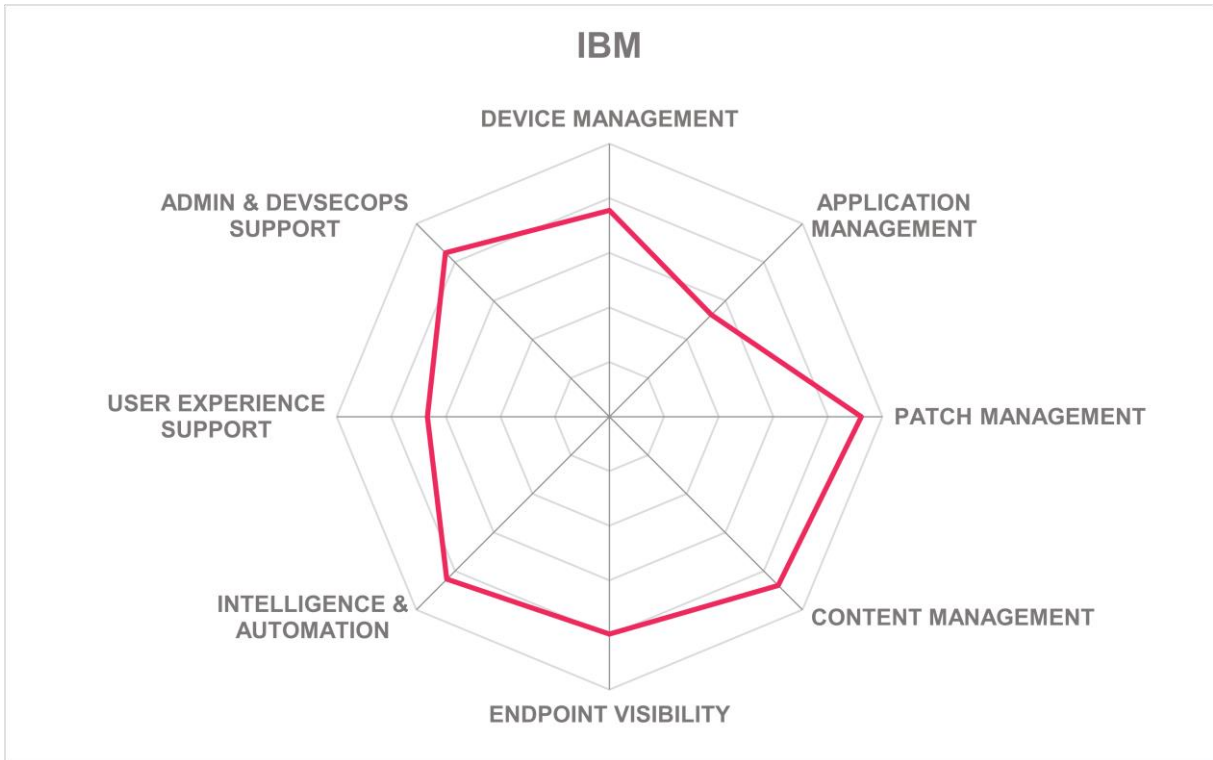 IBM
DEVICE MANAGEMENT
APPLICATION
MANAGEMENT
PATCH MANAGEMENT
CONTENT MANAGEMENT
ENDPOINT VISIBILITY
INTELLIGENCE &
AUTOMATION
USER EXPERIENCE
SUPPORT
ADMIN & DEVSECOPS
SUPPORT